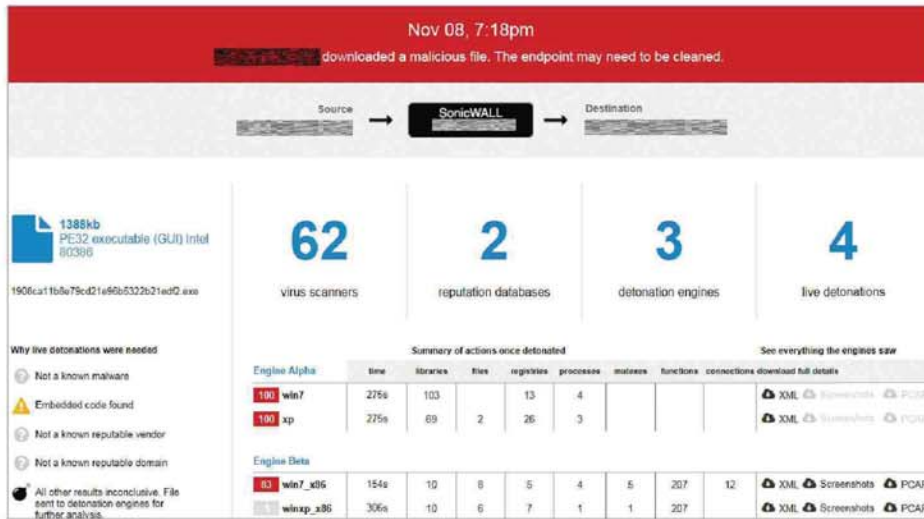 Nov 08, 7:18pm
downloaded a malicious file. The endpoint may need to be cleaned.
Source
SonicWALL
Destination
1388kb
PE32 executable (GUI) Intel
80386
62
2
3
4
virus scanners
reputation databases
detonation engines
live detonations
Why live detonations were needed
Summary of actions once detonated
See everything the engines saw
Not a known malware
Embedded code found
Not a known reputable vendor
Not a known reputable domain
All other results inconclusive. File
sent to detonation engines for
further analysis.
Engine Alpha time libraries files registries processes mutexes functions connections download full details
100 win7 275s 103 13 4 XML Screenshots PCAP
100 xp 275s 69 2 26 3 XML Screenshots PCAP
Engine Beta
83 win7_x86 154s 10 8 5 4 5 207 12 XML Screenshots PCAP
winxp_x86 306s 10 6 7 1 1 207 XML Screenshots PCAP